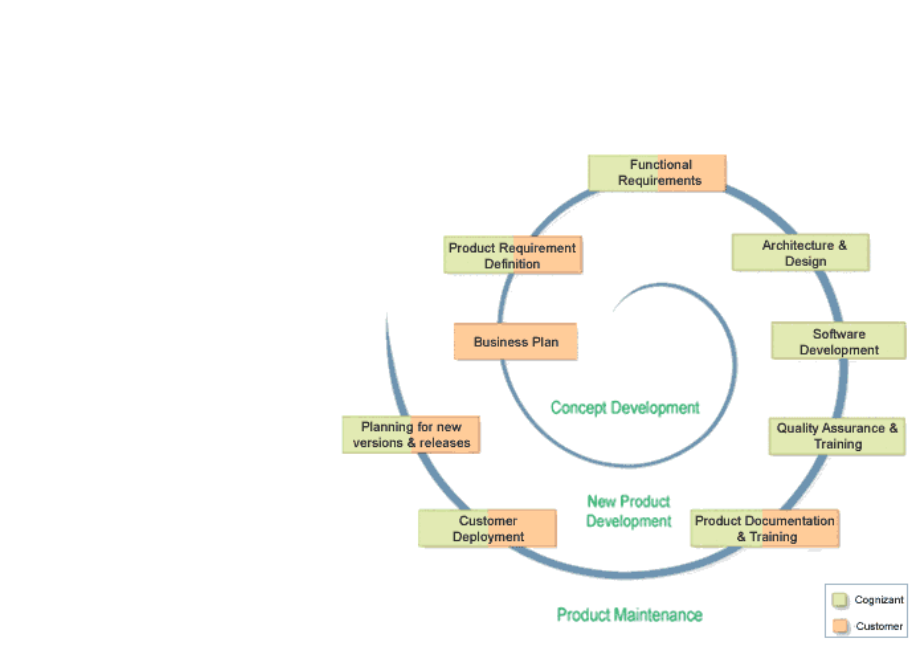 Functional
Requirements
Product Requirement
Definition
Architecture &
Design
Business Plan
Software
Development
Concept Development
Planning for new
versions & releases
Quality Assurance &
Training
New Product
Development
Customer
Deployment
Product Documentation
& Training
Product Maintenance
Cognizant
Customer